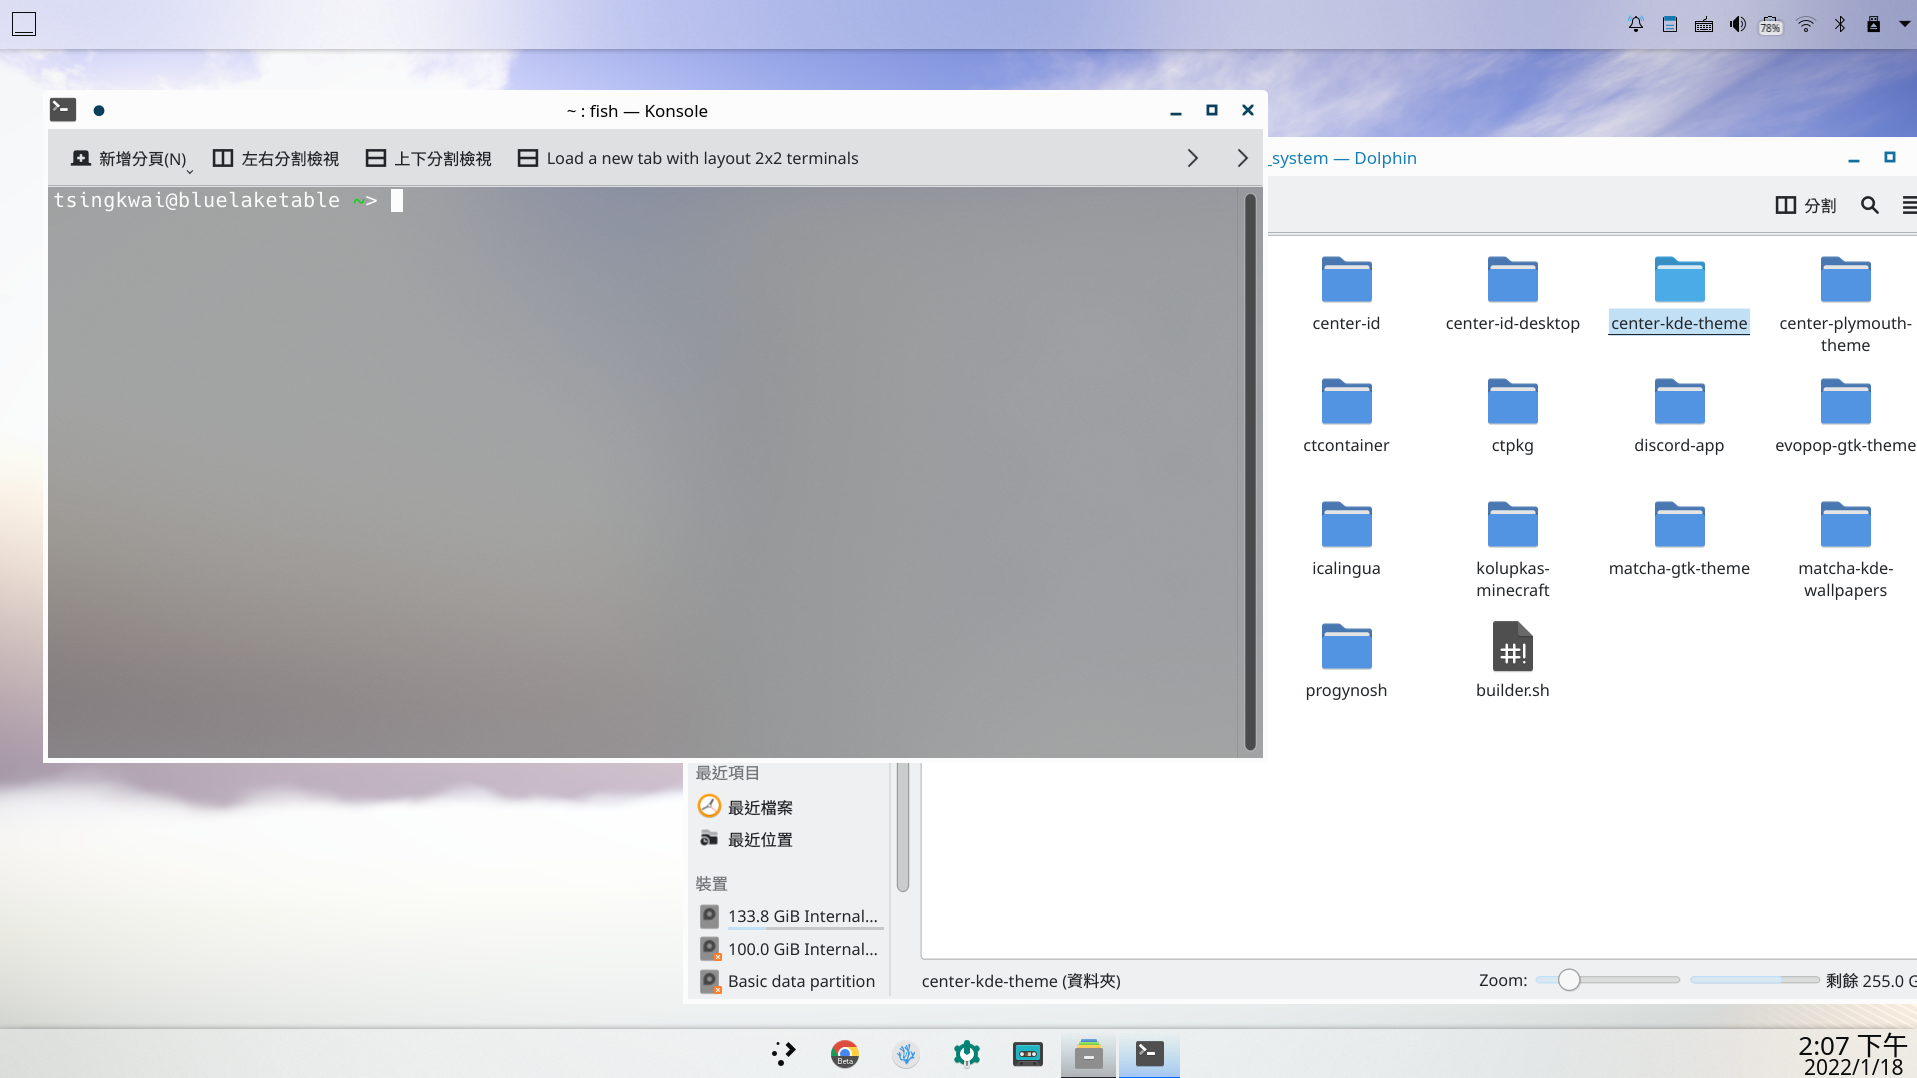 78%
~ : fish — Konsole
新增分頁(N)
左右分割檢視
上下分割檢視
Load a new tab with layout 2x2 terminals
tsingkwai@bluelaketable ~>
_system — Dolphin
分割
center-id
center-id-desktop
center-kde-theme
center-plymouth-
theme
ctcontainer
ctpkg
discord-app
evopop-gtk-theme
icalingua
kolupkas-
minecraft
matcha-gtk-theme
matcha-kde-
wallpapers
progynosh
#!
builder.sh
最近項目
最近檔案
最近位置
裝置
133.8 GiB Internal...
100.0 GiB Internal...
Basic data partition
center-kde-theme (資料夾)
Zoom:
剩餘 255.0 G
Beta
2:07 下午
2022/1/18